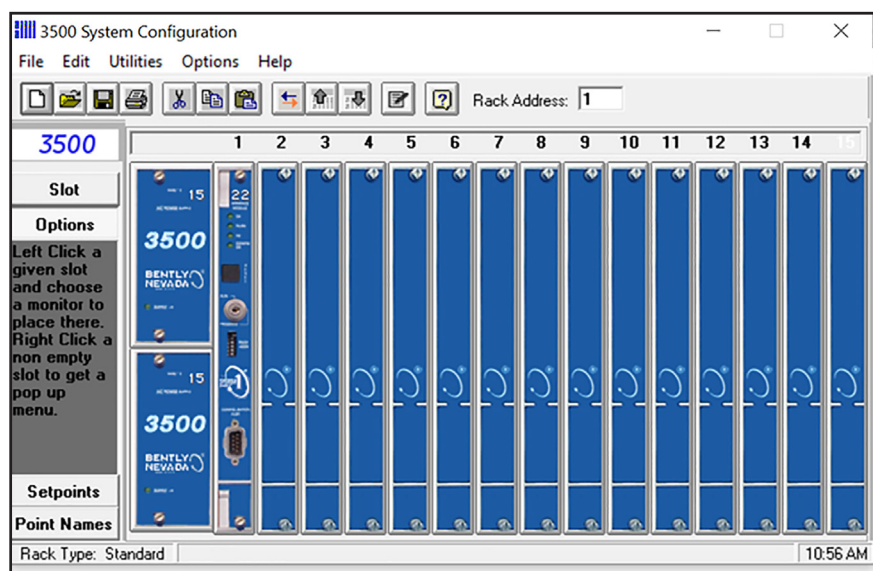 3500 System Configuration
File Edit Utilities Options Help
Rack Address: 1
3500
1 2 3 4 5 6 7 8 9 10 11 12 13 14 15
Slot
Options
Left Click a
given slot
and choose
a monitor to
place there.
Right Click a
non empty
slot to get a
pop up
menu.
Setpoints
Point Names
15
3500
BENTLY
NEVADA
15
3500
BENTLY
NEVADA
22
Rack Type: Standard
10:56 AM